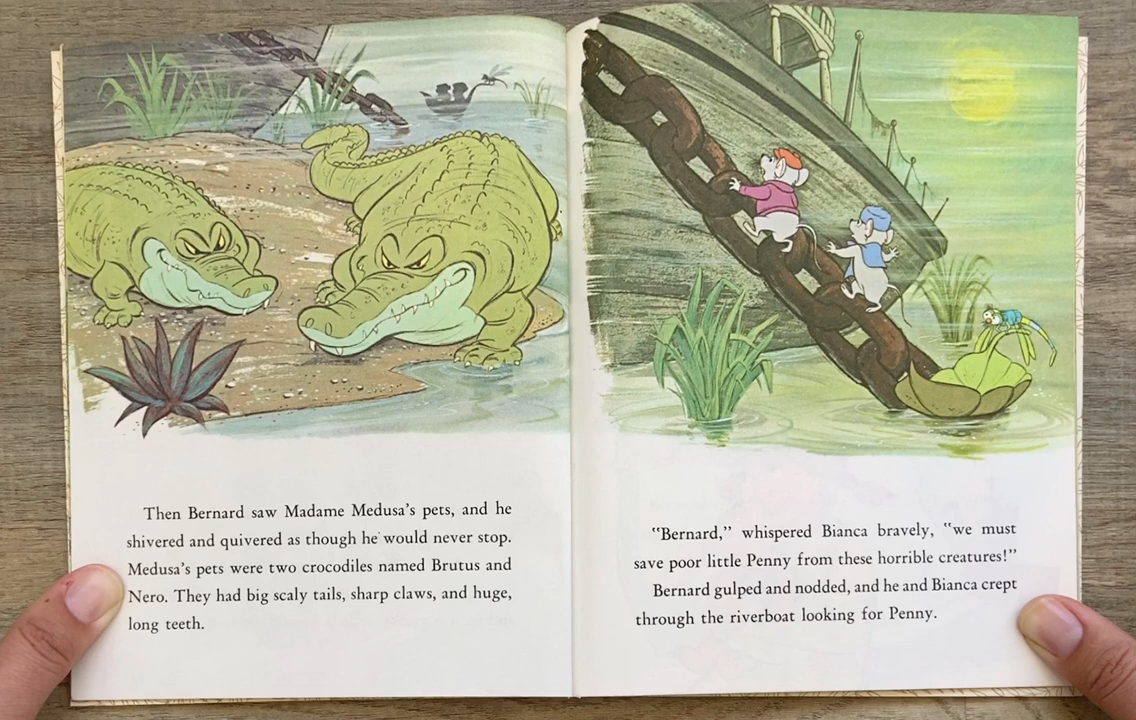 Then Bernard saw Madame Medusa's pets, and he
shivered and quivered as though he would never stop.
Medusa's pets were two crocodiles named Brutus and
Nero. They had big scaly tails, sharp claws, and huge,
long teeth.
"Bernard," whispered Bianca bravely, "we must
save poor little Penny from these horrible creatures!"
Bernard gulped and nodded, and he and Bianca crept
through the riverboat looking for Penny.